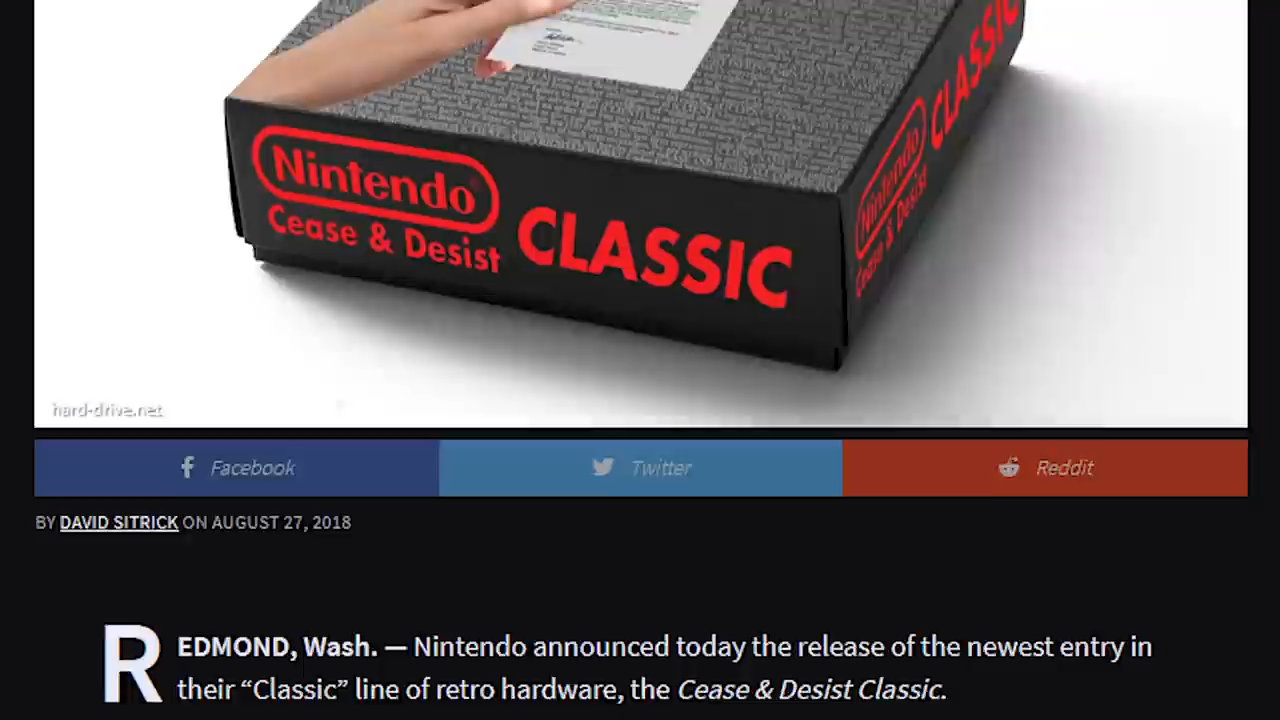 CLASSIC
Nintendo
Cease & Desist
CLASSIC
Nintendo
Cease & Desist
hard-drive.net
Facebook
Twitter
Reddit
BY DAVID SITRICK ON AUGUST 27, 2018
REDMOND, Wash. — Nintendo announced today the release of the newest entry in
their “Classic” line of retro hardware, the Cease & Desist Classic.